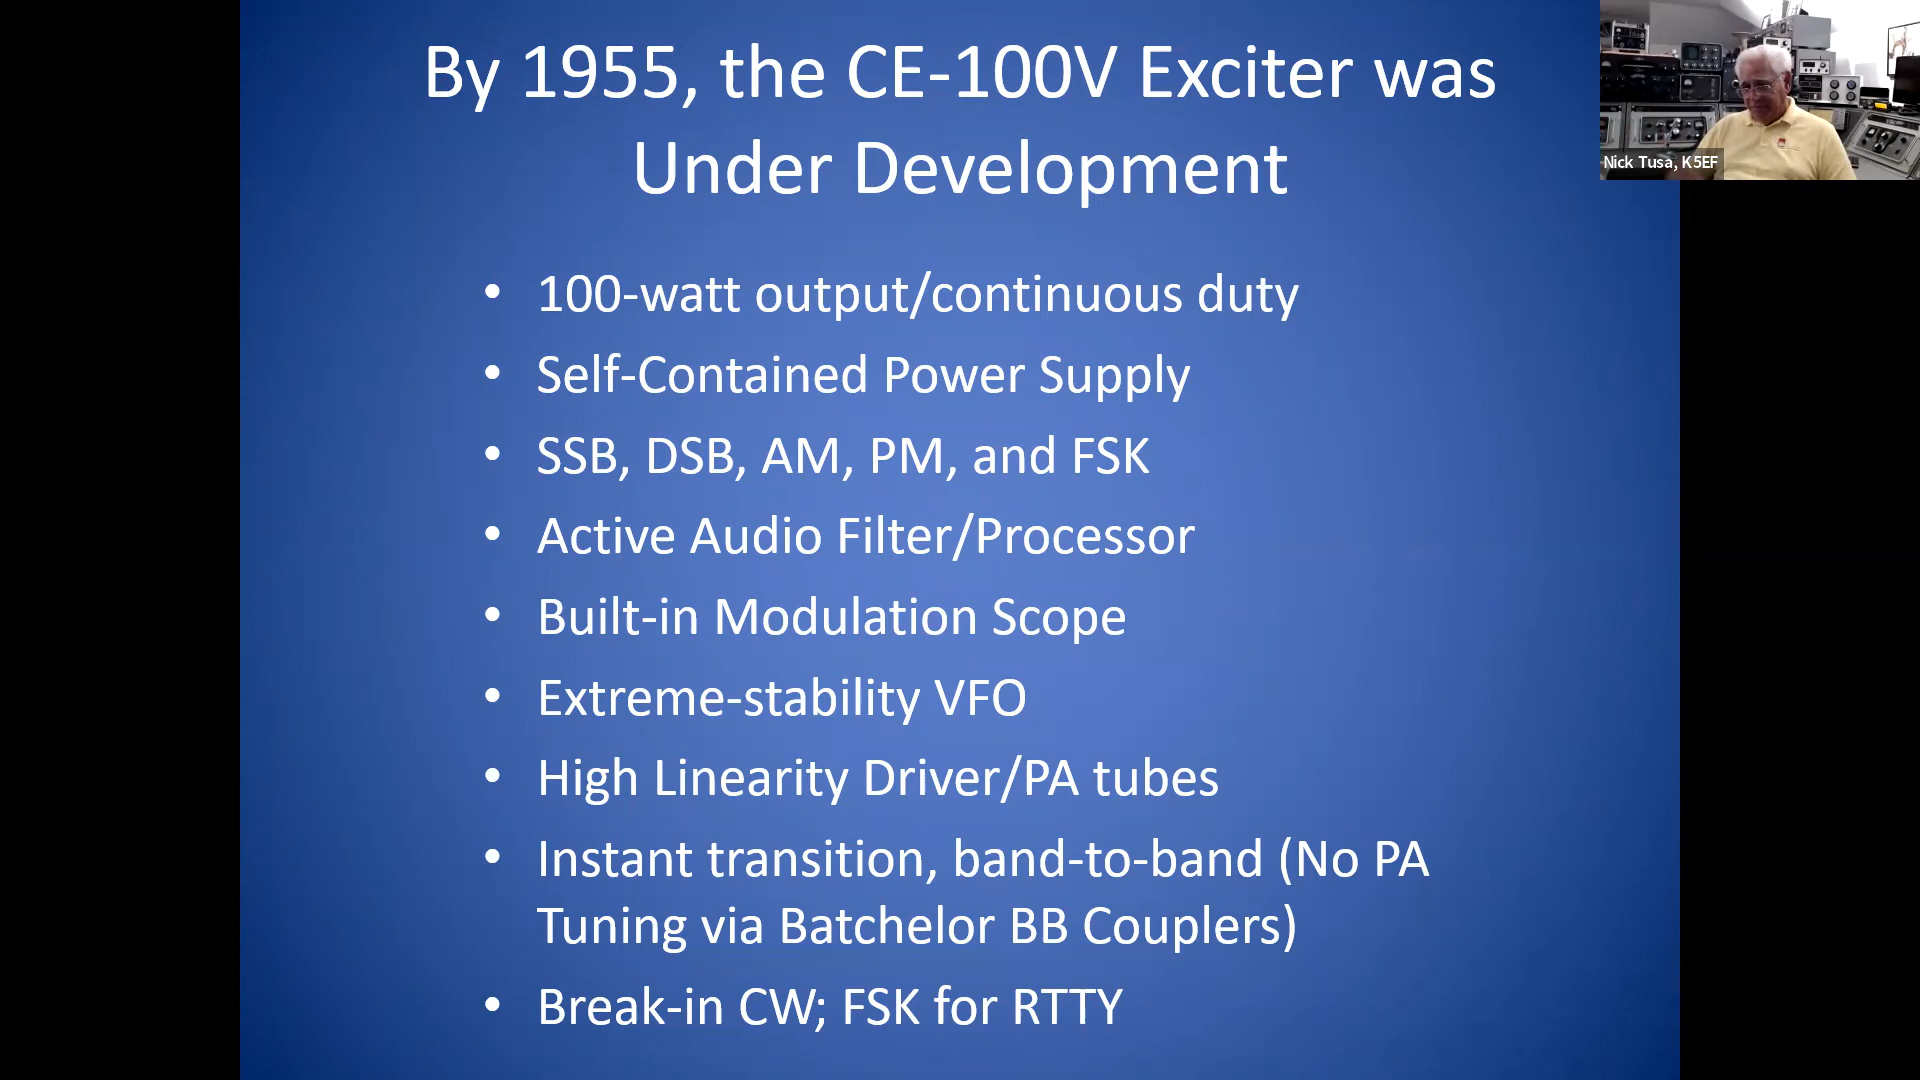 By 1955, the CE-100V Exciter was
Under Development
• 100-watt output/continuous duty
• Self-Contained Power Supply
• SSB, DSB, AM, PM, and FSK
• Active Audio Filter/Processor
• Built-in Modulation Scope
• Extreme-stability VFO
• High Linearity Driver/PA tubes
• Instant transition, band-to-band (No PA
Tuning via Batchelor BB Couplers)
• Break-in CW; FSK for RTTY
Nick Tusa, K5EF